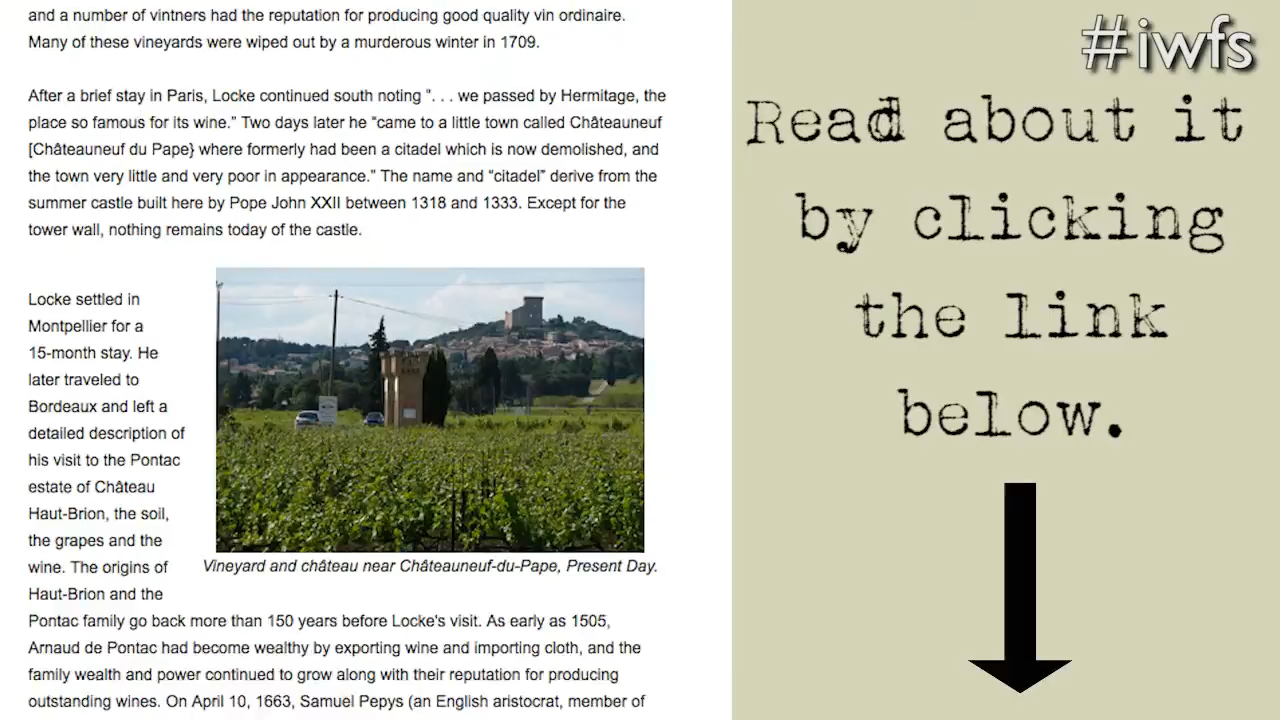 and a number of vintners had the reputation for producing good quality vin ordinaire.
Many of these vineyards were wiped out by a murderous winter in 1709.
After a brief stay in Paris, Locke continued south noting “. . . we passed by Hermitage, the
place so famous for its wine.” Two days later he “came to a little town called Châteauneuf
[Châteauneuf du Pape} where formerly had been a citadel which is now demolished, and
the town very little and very poor in appearance.” The name and “citadel” derive from the
summer castle built here by Pope John XXII between 1318 and 1333. Except for the
tower wall, nothing remains today of the castle.
Locke settled in
Montpellier for a
15-month stay. He
later traveled to
Bordeaux and left a
detailed description of
his visit to the Pontac
estate of Château
Haut-Brion, the soil,
the grapes and the
wine. The origins of
Haut-Brion and the
Vineyard and château near Châteauneuf-du-Pape, Present Day.
Pontac family go back more than 150 years before Locke's visit. As early as 1505,
Arnaud de Pontac had become wealthy by exporting wine and importing cloth, and the
family wealth and power continued to grow along with their reputation for producing
outstanding wines. On April 10, 1663, Samuel Pepys (an English aristocrat, member of
#iwfs
Read about it
by clicking
the link
below.